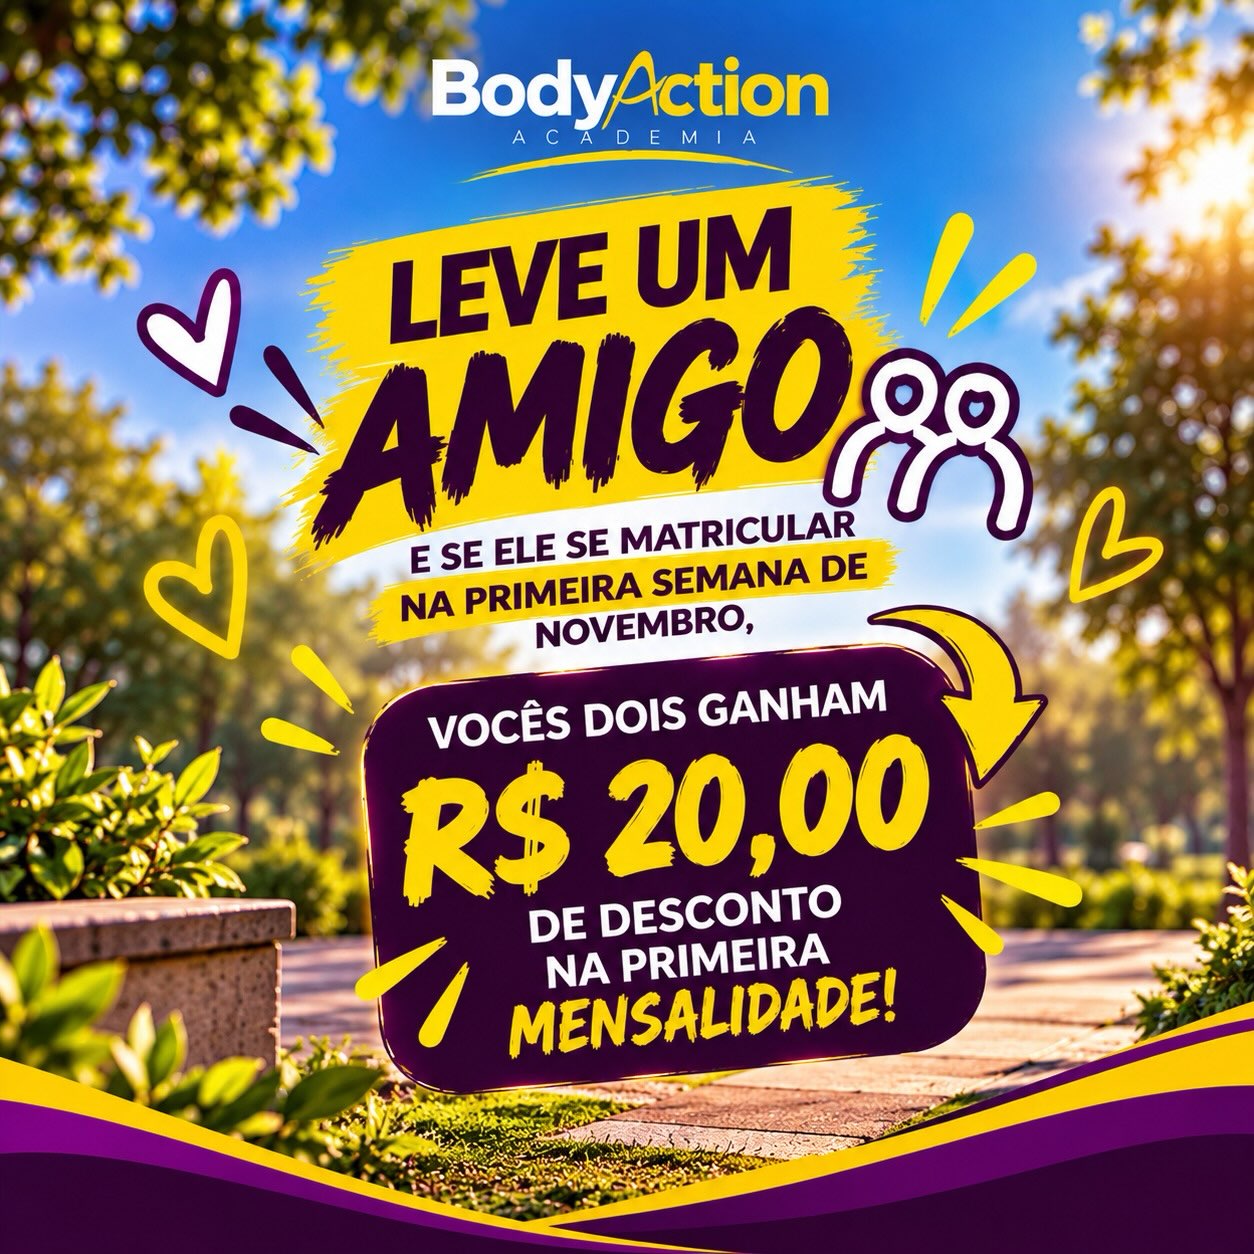 BodyAction
ACADEMIA
LEVE UM
AMIGO
E SE ELE SE MATRICULAR
NA PRIMEIRA SEMANA DE
NOVEMBRO,
VOCÊS DOIS GANHAM
R$ 20,00
DE DESCONTO
NA PRIMEIRA
MENSALIDADE!